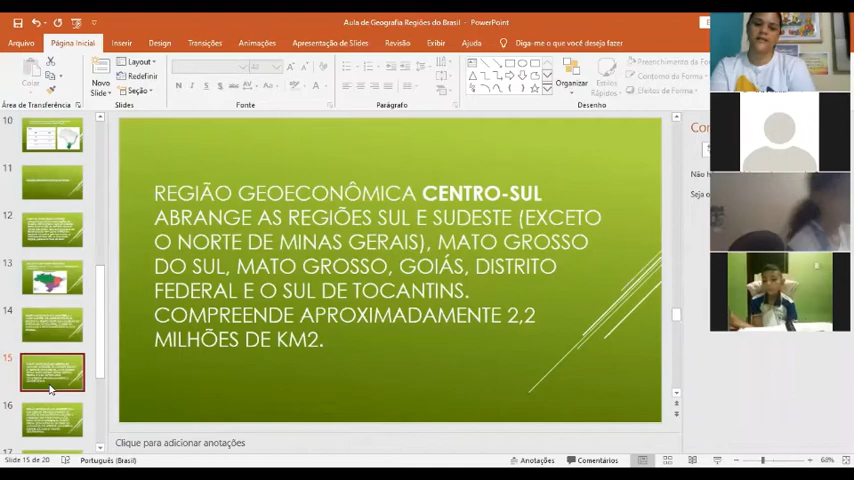 Aula de Geografia Regiões do Brasil - PowerPoint
Arquivo Página Inicial Inserir Design Transições Animações Apresentação de Slides Revisão Exibir Ajuda Diga-me o que você deseja fazer
Colar
Novo
Slide
Layout
Redefinir
Seção
N I S
Organizar
Estilos
Rápidos
Preenchimento da Forma
Contorno da Forma
Efeitos de Forma
Área de Transferência Slides Fonte Parágrafo Desenho
10
11
12
13
14
15
16
17
REGIÃO GEOECONÔMICA CENTRO-SUL
ABRANGE AS REGIÕES SUL E SUDESTE (EXCETO
O NORTE DE MINAS GERAIS), MATO GROSSO
DO SUL, MATO GROSSO, GOIÁS, DISTRITO
FEDERAL E O SUL DE TOCANTINS.
COMPREENDE APROXIMADAMENTE 2,2
MILHÕES DE KM2.
Clique para adicionar anotações
Slide 15 de 20 Português (Brasil) Anotações Comentários 68%